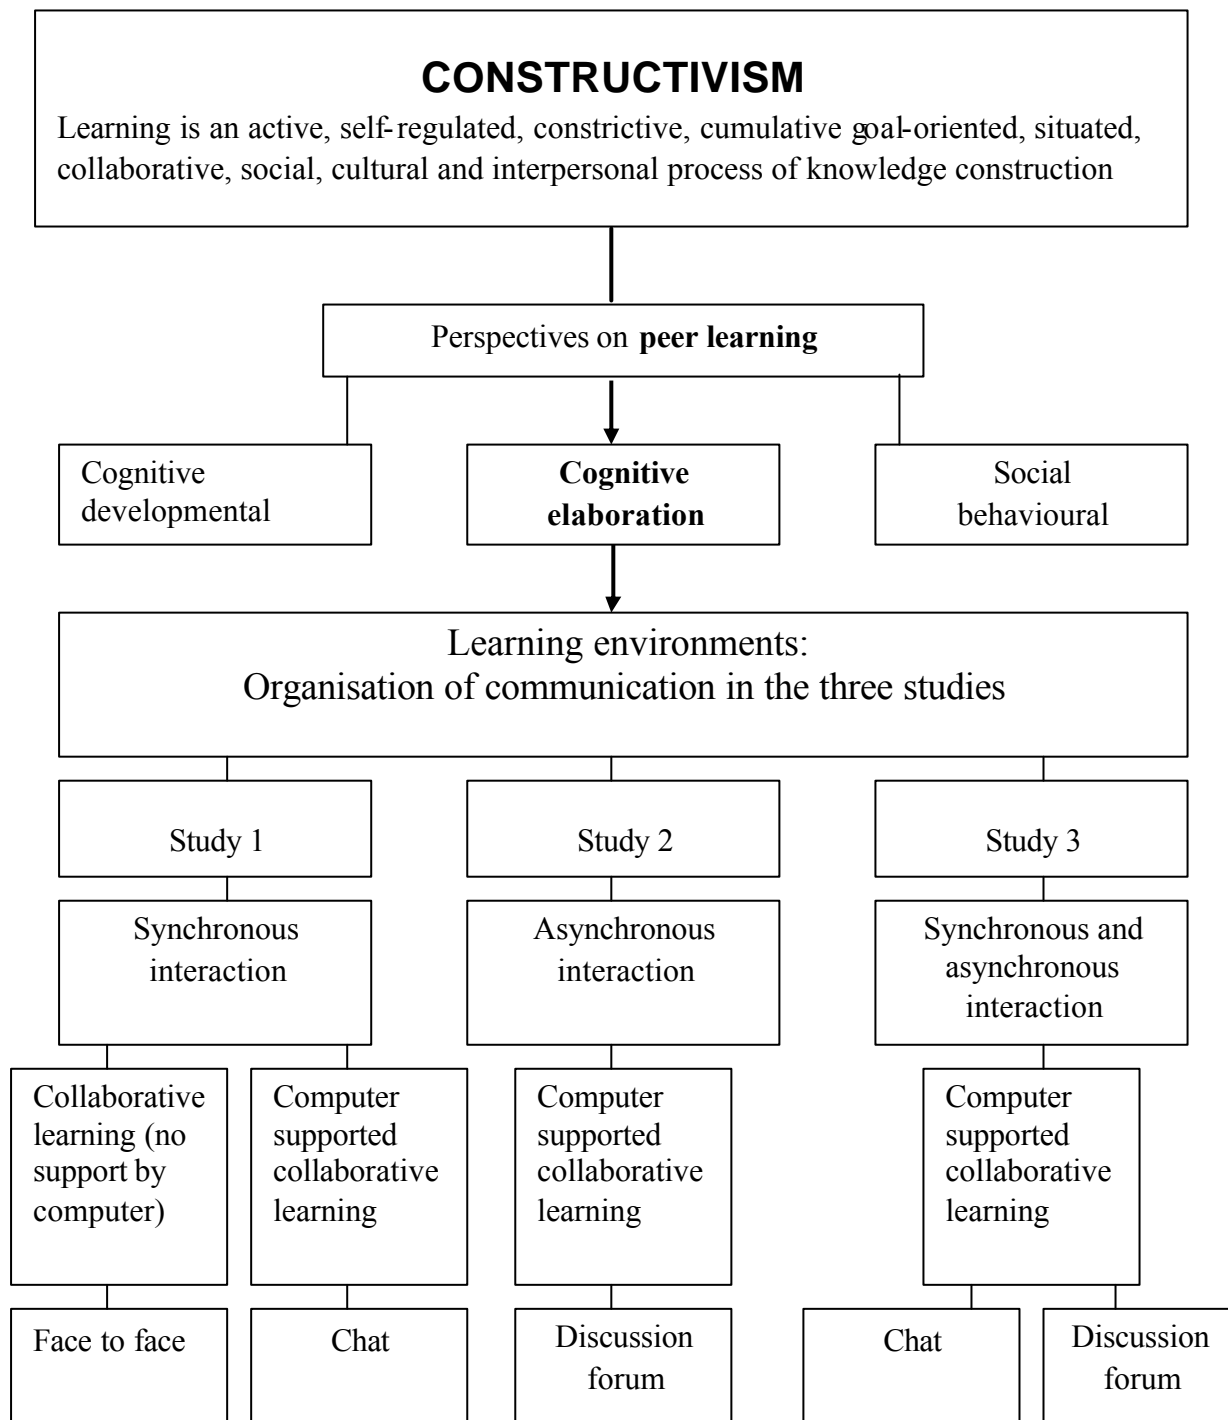 CONSTRUCTIVISM
Learning is an active, self-regulated, constrictive, cumulative goal-oriented, situated,
collaborative, social, cultural and interpersonal process of knowledge construction
Perspectives on peer learning
Cognitive
developmental
Cognitive
elaboration
Social
behavioural
Learning environments:
Organisation of communication in the three studies
Study 1
Study 2
Study 3
Synchronous
interaction
Asynchronous
interaction
Synchronous and
asynchronous
interaction
Collaborative
learning (no
support by
computer)
Computer
supported
collaborative
learning
Computer
supported
collaborative
learning
Computer
supported
collaborative
learning
Face to face
Chat
Discussion
forum
Chat
Discussion
forum